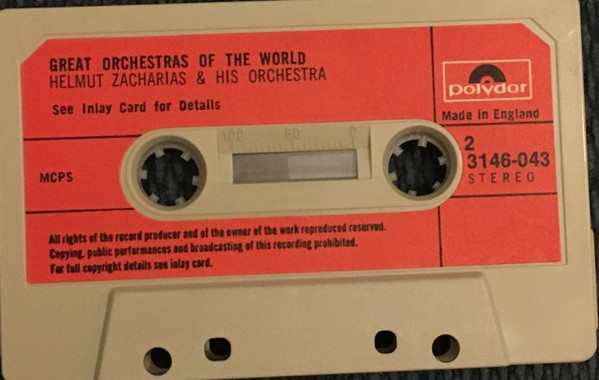 GREAT ORCHESTRAS OF THE WORLD
HELMUT ZACHARIAS & HIS ORCHESTRA
See Inlay Card for Details
polydor
Made in England
100 50 0
2
3146-043
STEREO
MCPS
All rights of the record producer and of the owner of the work reproduced reserved.
Copying, public performances and broadcasting of this recording prohibited.
For full copyright details see inlay card.